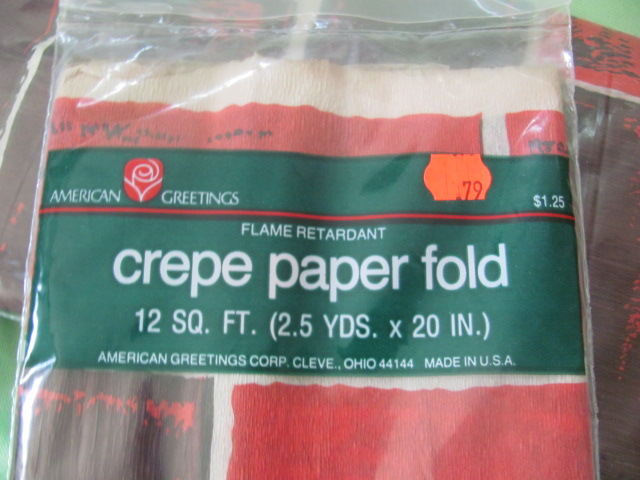 AMERICAN GREETINGS
.79
$1.25
FLAME RETARDANT
crepe paper fold
12 SQ. FT. (2.5 YDS. x 20 IN.)
AMERICAN GREETINGS CORP. CLEVE., OHIO 44144 MADE IN U.S.A.